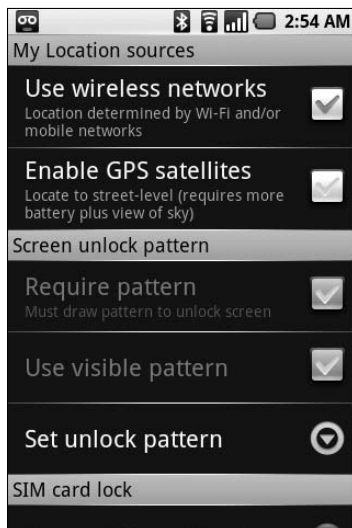 2:54 AM
My Location sources
Use wireless networks
Location determined by Wi-Fi and/or
mobile networks
Enable GPS satellites
Locate to street-level (requires more
battery plus view of sky)
Screen unlock pattern
Require pattern
Must draw pattern to unlock screen
Use visible pattern
Set unlock pattern
SIM card lock